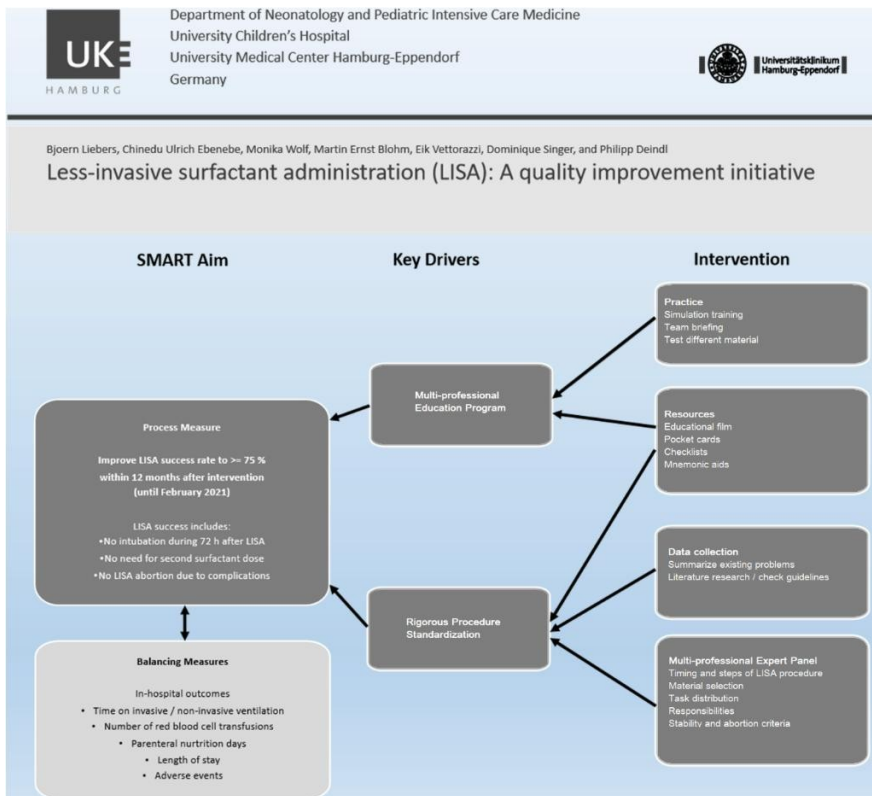 UKE
HAMBURG
Department of Neonatology and Pediatric Intensive Care Medicine
University Children's Hospital
University Medical Center Hamburg-Eppendorf
Germany
Universitätsklinikum
Hamburg-Eppendorf
Bjoern Liebers, Chinedu Ulrich Ebenebe, Monika Wolf, Martin Ernst Blohm, Eik Vettorazzi, Dominique Singer, and Philipp Deindl
Less-invasive surfactant administration (LISA): A quality improvement initiative
SMART Aim
Key Drivers
Intervention
Process Measure
Improve LISA success rate to >= 75 %
within 12 months after intervention
(until February 2021)
LISA success includes:
•No intubation during 72 h after LISA
•No need for second surfactant dose
•No LISA abortion due to complications
Balancing Measures
In-hospital outcomes
• Time on invasive / non-invasive ventilation
• Number of red blood cell transfusions
• Parenteral nurtrition days
• Length of stay
• Adverse events
Multi-professional
Education Program
Rigorous Procedure
Standardization
Practice
Simulation training
Team briefing
Test different material
Resources
Educational film
Pocket cards
Checklists
Mnemonic aids
Data collection
Summarize existing problems
Literature research / check guidelines
Multi-professional Expert Panel
Timing and steps of LISA procedure
Material selection
Task distribution
Responsibilities
Stability and abortion criteria